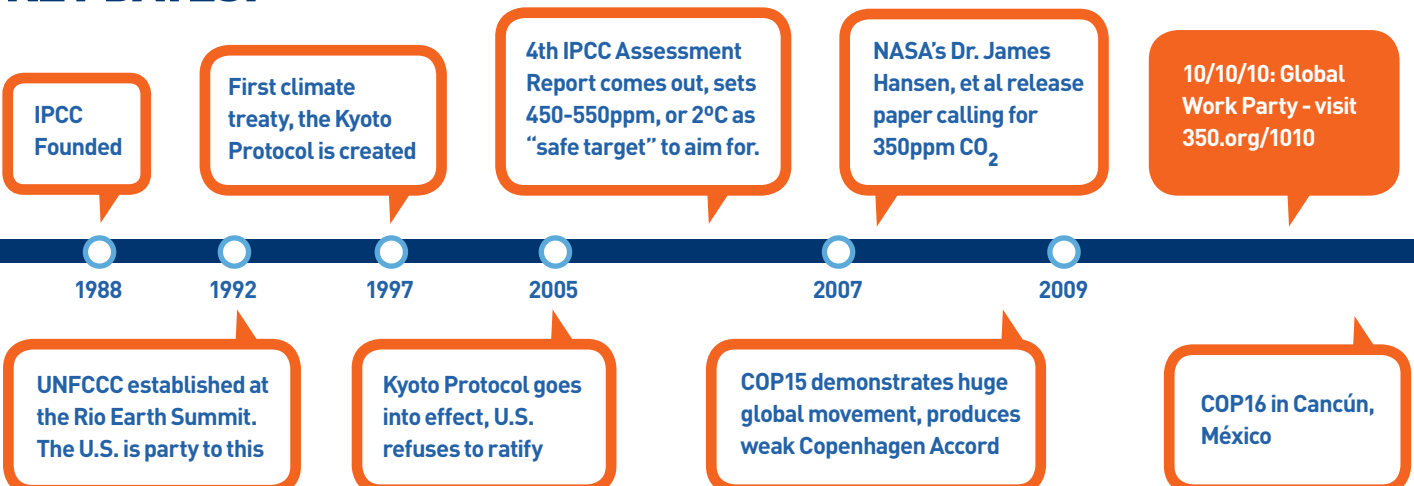 IPCC
Founded
First climate
treaty, the Kyoto
Protocol is created
4th IPCC Assessment
Report comes out, sets
450-550ppm, or 2ºC as
“safe target” to aim for.
NASA’s Dr. James
Hansen, et al release
paper calling for
350ppm CO₂
10/10/10: Global
Work Party - visit
350.org/1010
1988 1992 1997 2005 2007 2009
UNFCCC established at
the Rio Earth Summit.
The U.S. is party to this
Kyoto Protocol goes
into effect, U.S.
refuses to ratify
COP15 demonstrates huge
global movement, produces
weak Copenhagen Accord
COP16 in Cancún,
México